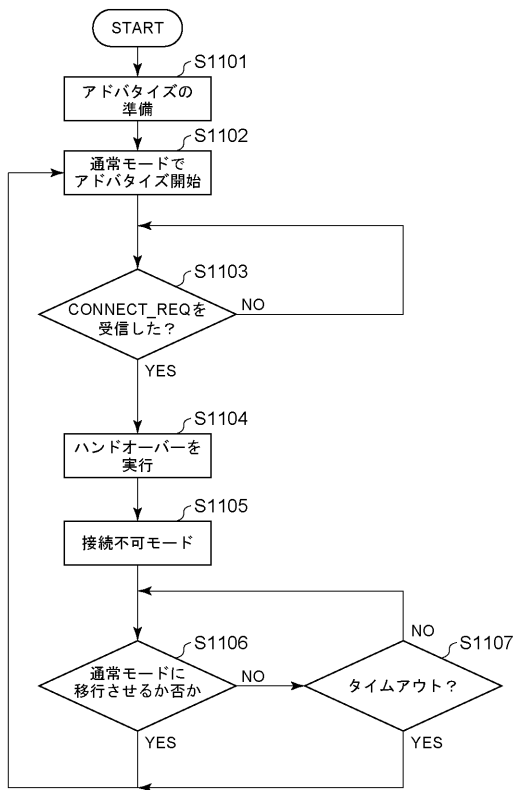 START
S1101
アドバタイズの
準備
S1102
通常モードで
アドバタイズ開始
S1103
CONNECT_REQを
受信した？
NO
YES
S1104
ハンドオーバーを
実行
S1105
接続不可モード
S1106
通常モードに
移行させるか否か
NO
YES
S1107
タイムアウト？
NO
YES